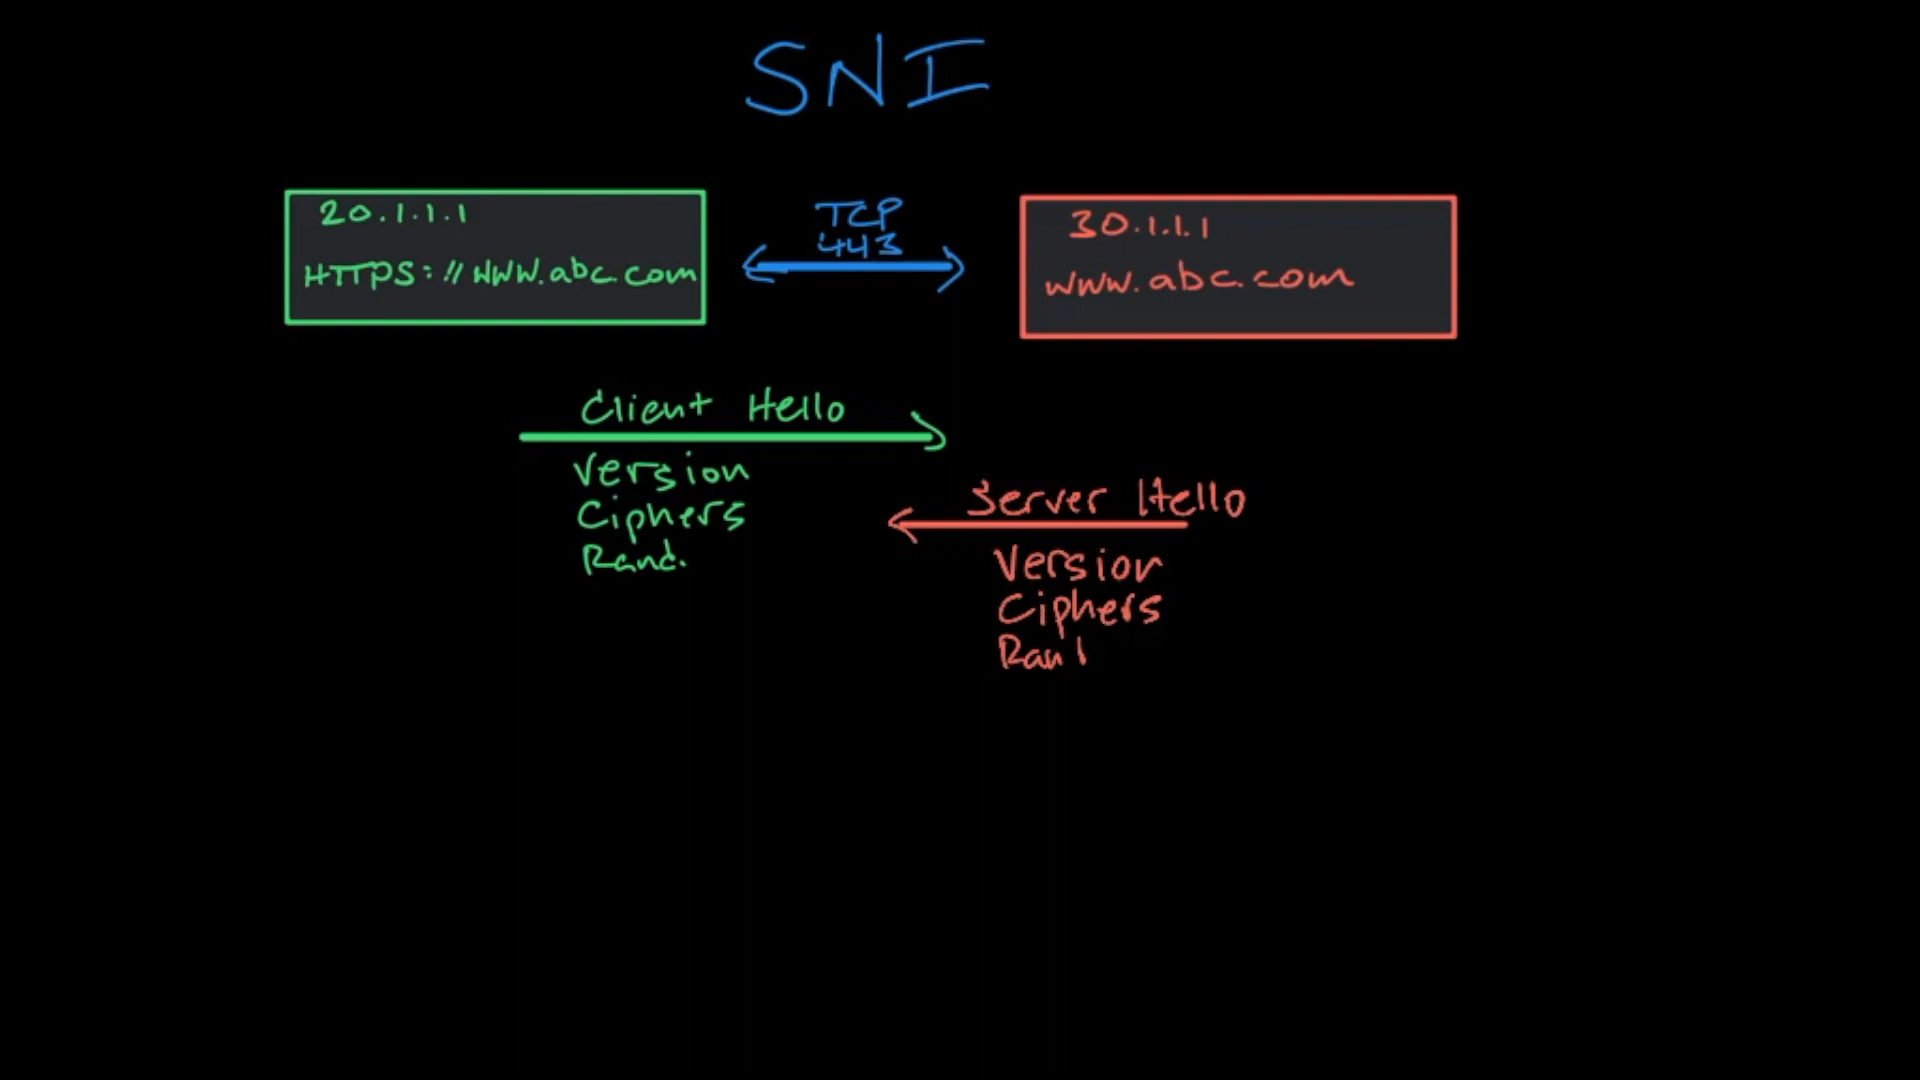 SNI
20.1.1.1
HTTPS://www.abc.com
TCP
443
30.1.1.1
www.abc.com
Client Hello
Version
Ciphers
Rand.
Server Hello
Version
Ciphers
Ran